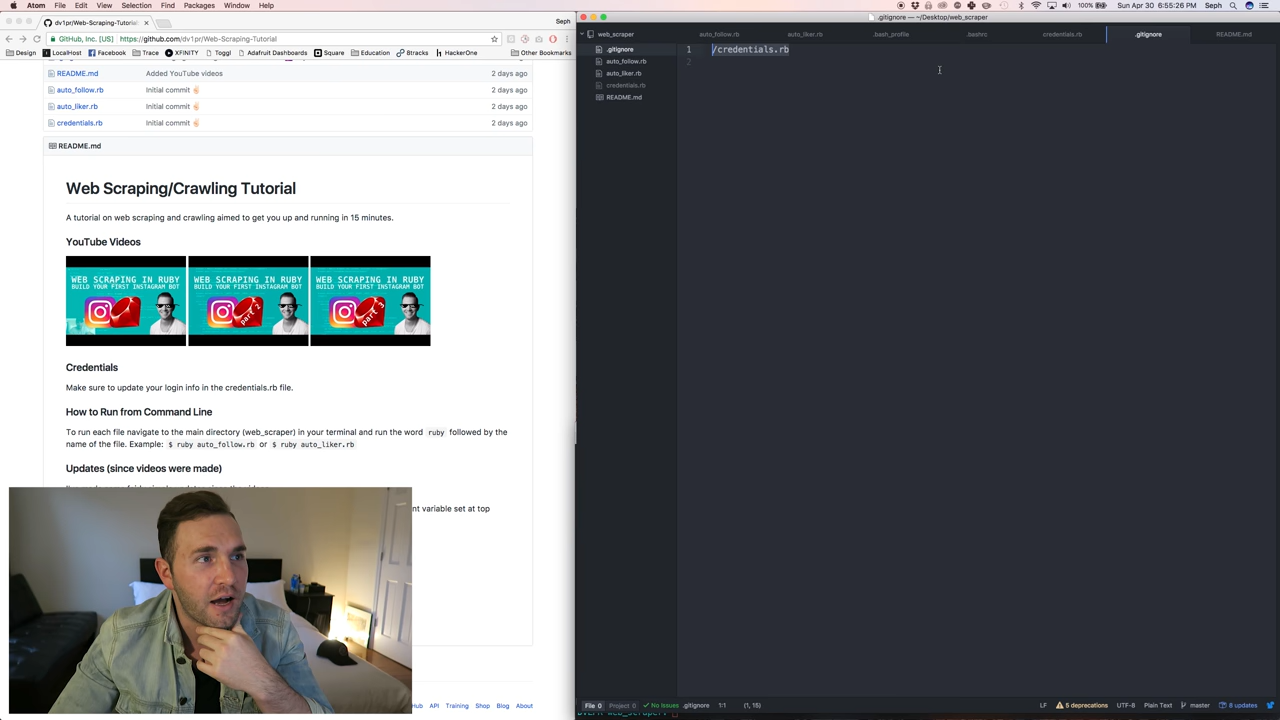 Atom File Edit View Selection Find Packages Window Help
100% Sun Apr 30 6:55:26 PM Seph
dv1pr/Web-Scraping-Tutorial: Seph
GitHub, Inc. [US] https://github.com/dv1pr/Web-Scraping-Tutorial
Design LocalHost Facebook Trace XFINITY Toggl Adobe Stock Square Education Btracks HackerOne Other Bookmarks
README.md Added YouTube videos 2 days ago
auto_follow.rb Initial commit 2 days ago
auto_liker.rb Initial commit 2 days ago
credentials.rb Initial commit 2 days ago
README.md
Web Scraping/Crawling Tutorial
A tutorial on web scraping and crawling aimed to get you up and running in 15 minutes.
YouTube Videos
WEB SCRAPING IN RUBY
BUILD YOUR FIRST INSTAGRAM BOT
WEB SCRAPING IN RUBY
BUILD YOUR FIRST INSTAGRAM BOT
part 2
WEB SCRAPING IN RUBY
BUILD YOUR FIRST INSTAGRAM BOT
part 3
Credentials
Make sure to update your login info in the credentials.rb file.
How to Run from Command Line
To run each file navigate to the main directory (web_scraper) in your terminal and run the word ruby followed by the
name of the file. Example: $ ruby auto_follow.rb or $ ruby auto_liker.rb
Updates (since videos were made)
nt variable set at top
API Training Shop Blog About
.gitignore — ~/Desktop/web_scraper
web_scraper
.gitignore
auto_follow.rb
auto_liker.rb
credentials.rb
README.md
auto_follow.rb auto_liker.rb .bash_profile .bashrc credentials.rb .gitignore README.md
1 /credentials.rb
2
File 0 Project 0 No Issues .gitignore 1:1 (1, 15) LF 5 deprecations UTF-8 Plain Text master 8 updates